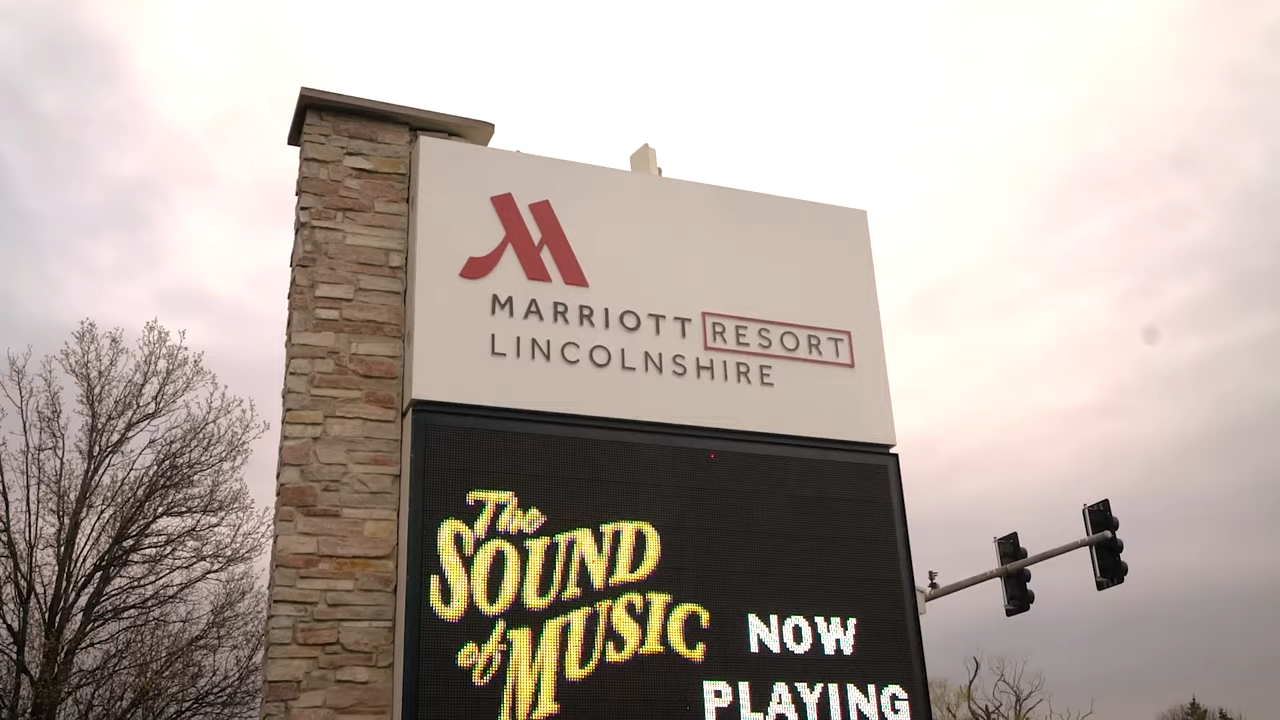 MARRIOTT RESORT
LINCOLNSHIRE
The
SOUND
of MUSIC
NOW
PLAYING